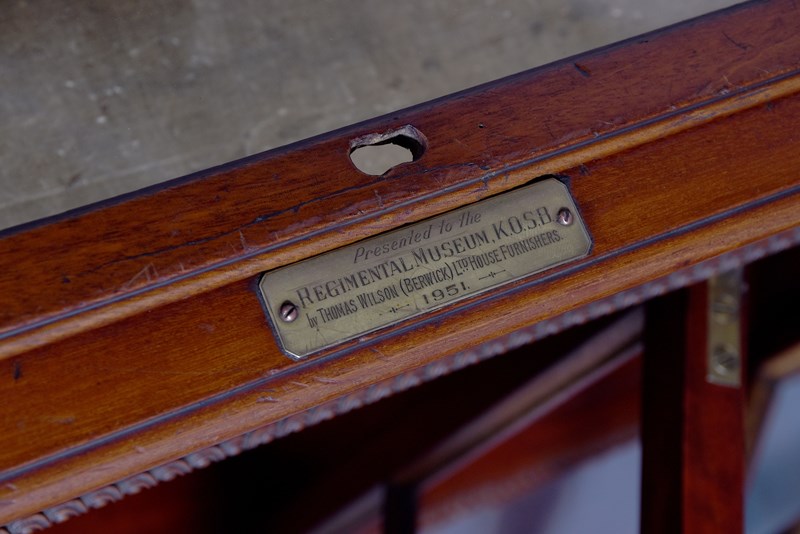 Presented to the
REGIMENTAL MUSEUM, K.O.S.B.
by THOMAS WILSON (BERWICK) LTD HOUSE FURNISHERS.
1951.